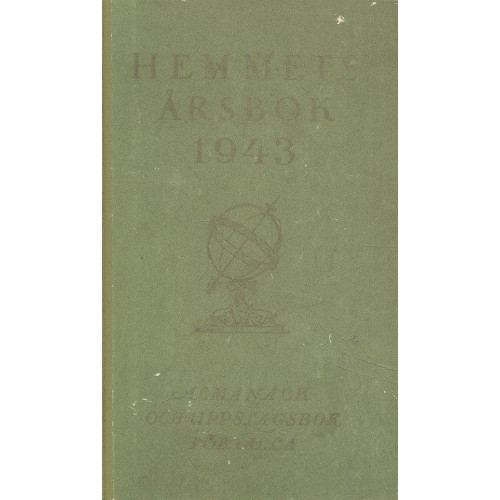 HEMMETS
ÅRSBOK
1943
ALMANACK
OCH UPPSLAGSBOK
FÖR ALLA